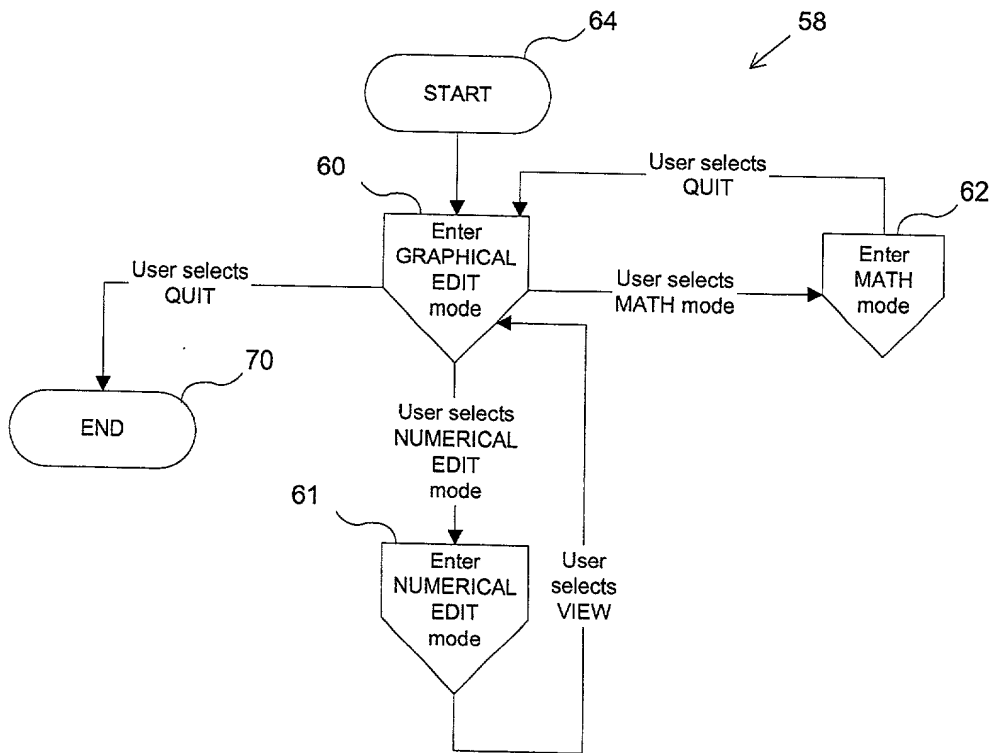 64
58
START
60
User selects
QUIT
62
Enter
GRAPHICAL
EDIT
mode
Enter
MATH
mode
User selects
QUIT
User selects
MATH mode
70
END
User selects
NUMERICAL
EDIT
mode
61
Enter
NUMERICAL
EDIT
mode
User
selects
VIEW